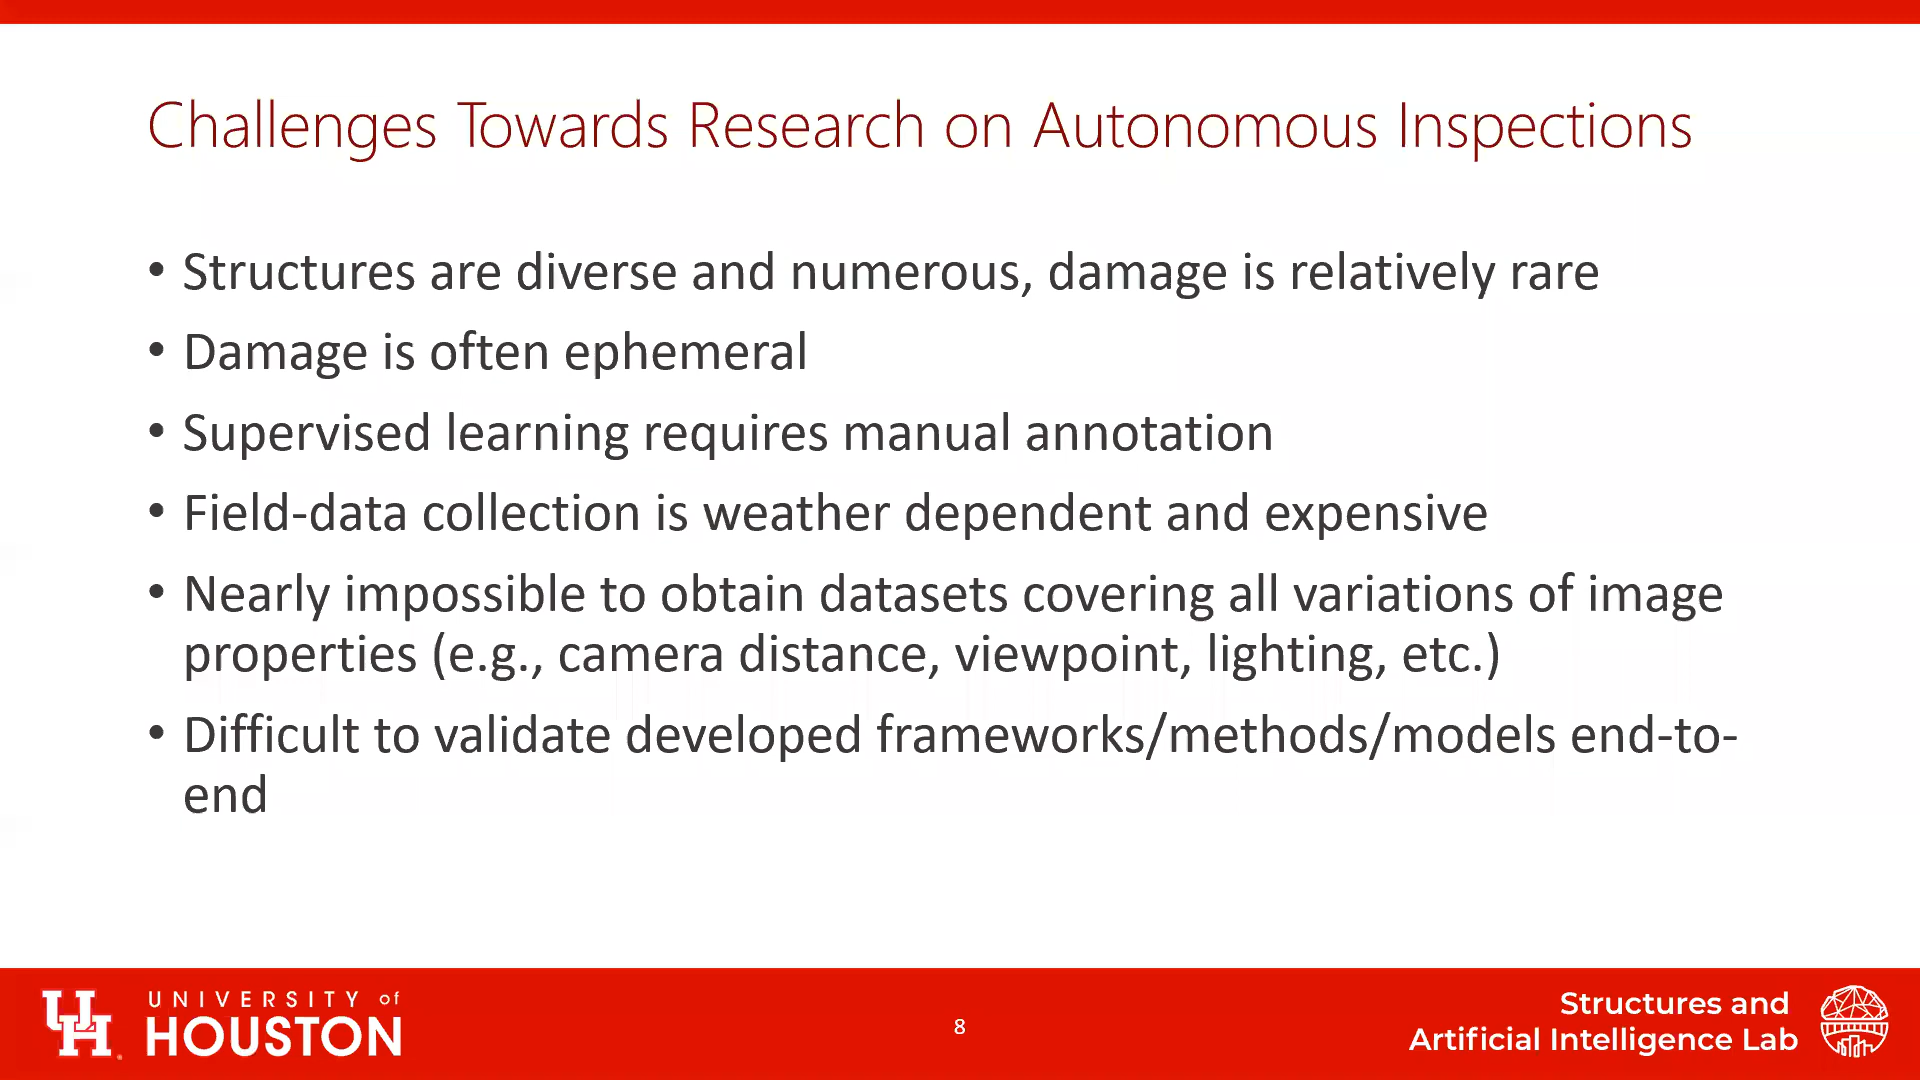 Challenges Towards Research on Autonomous Inspections
• Structures are diverse and numerous, damage is relatively rare
• Damage is often ephemeral
• Supervised learning requires manual annotation
• Field-data collection is weather dependent and expensive
• Nearly impossible to obtain datasets covering all variations of image
properties (e.g., camera distance, viewpoint, lighting, etc.)
• Difficult to validate developed frameworks/methods/models end-to-
end
UH
UNIVERSITY of
HOUSTON
8
Structures and
Artificial Intelligence Lab